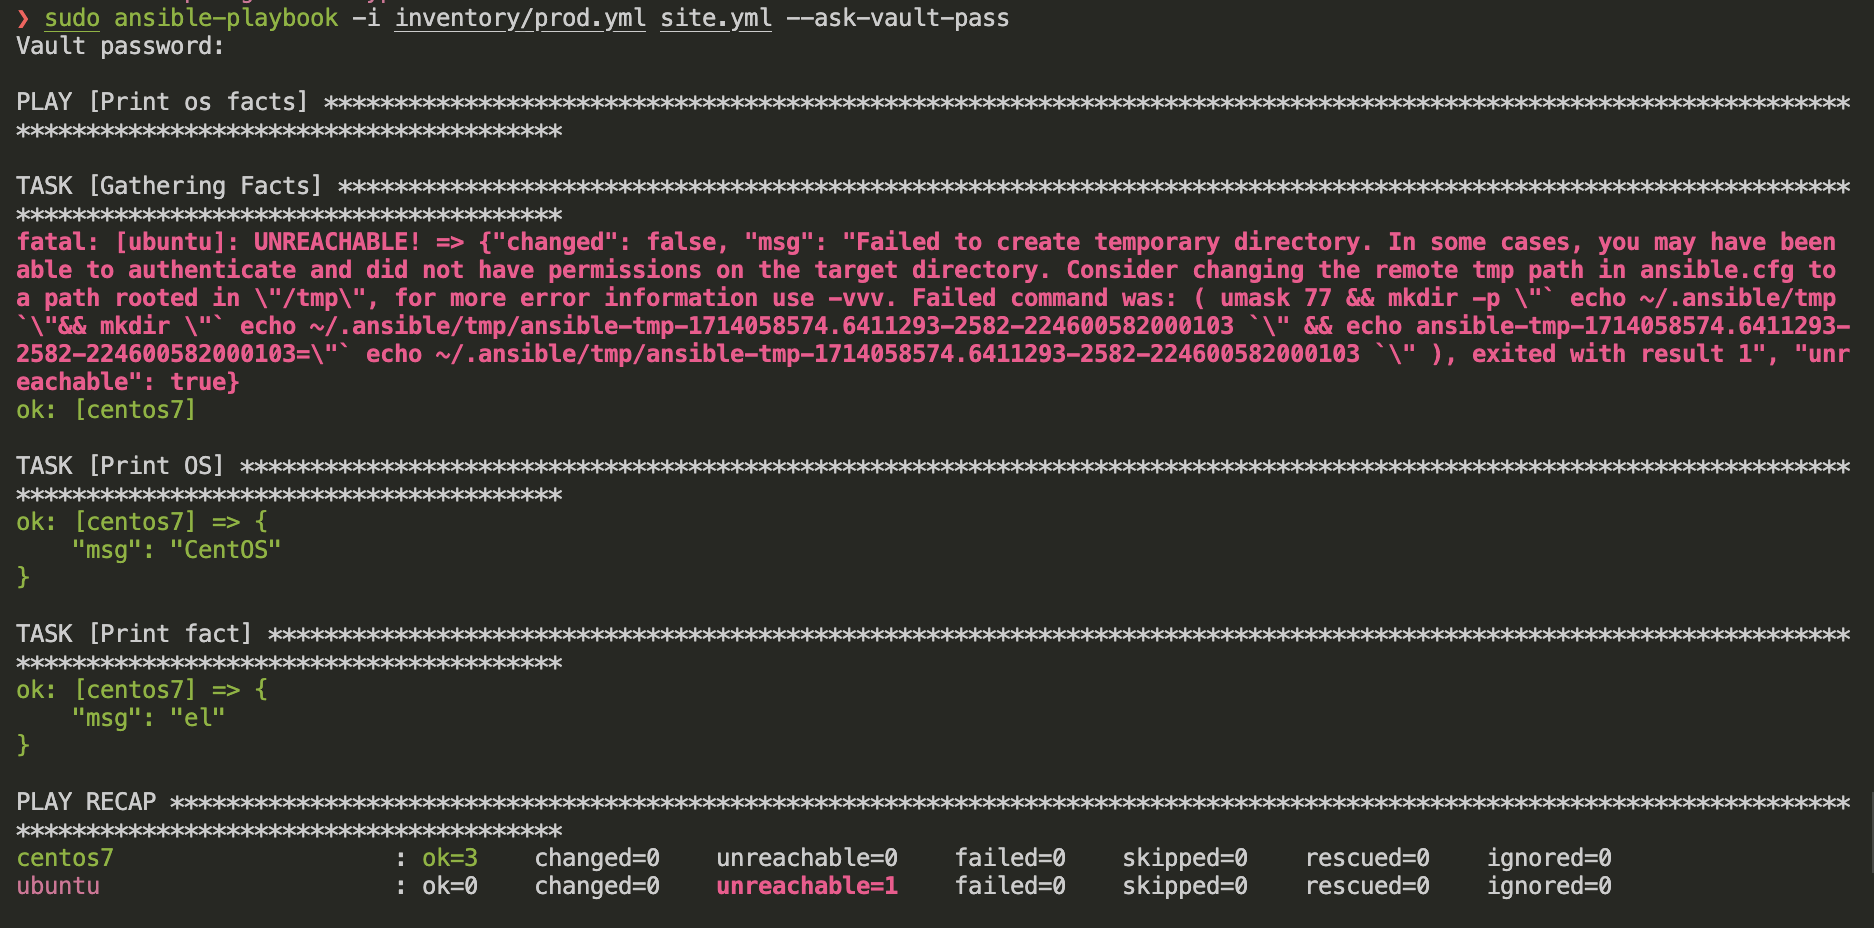 ❯ sudo ansible-playbook -i inventory/prod.yml site.yml --ask-vault-pass
Vault password:
PLAY [Print os facts] *************************************************************************************************************
***************************************
TASK [Gathering Facts] ************************************************************************************************************
***************************************
fatal: [ubuntu]: UNREACHABLE! => {"changed": false, "msg": "Failed to create temporary directory. In some cases, you may have been
able to authenticate and did not have permissions on the target directory. Consider changing the remote tmp path in ansible.cfg to
a path rooted in \"/tmp\", for more error information use -vvv. Failed command was: ( umask 77 && mkdir -p \"` echo ~/.ansible/tmp
`\"&& mkdir \"` echo ~/.ansible/tmp/ansible-tmp-1714058574.6411293-2582-224600582000103 `\" && echo ansible-tmp-1714058574.6411293-
2582-224600582000103=\"` echo ~/.ansible/tmp/ansible-tmp-1714058574.6411293-2582-224600582000103 `\" ), exited with result 1", "unr
eachable": true}
ok: [centos7]
TASK [Print OS] *******************************************************************************************************************
***************************************
ok: [centos7] => {
    "msg": "CentOS"
}
TASK [Print fact] *****************************************************************************************************************
***************************************
ok: [centos7] => {
    "msg": "el"
}
PLAY RECAP ************************************************************************************************************************
***************************************
centos7                    : ok=3    changed=0    unreachable=0    failed=0    skipped=0    rescued=0    ignored=0
ubuntu                     : ok=0    changed=0    unreachable=1    failed=0    skipped=0    rescued=0    ignored=0